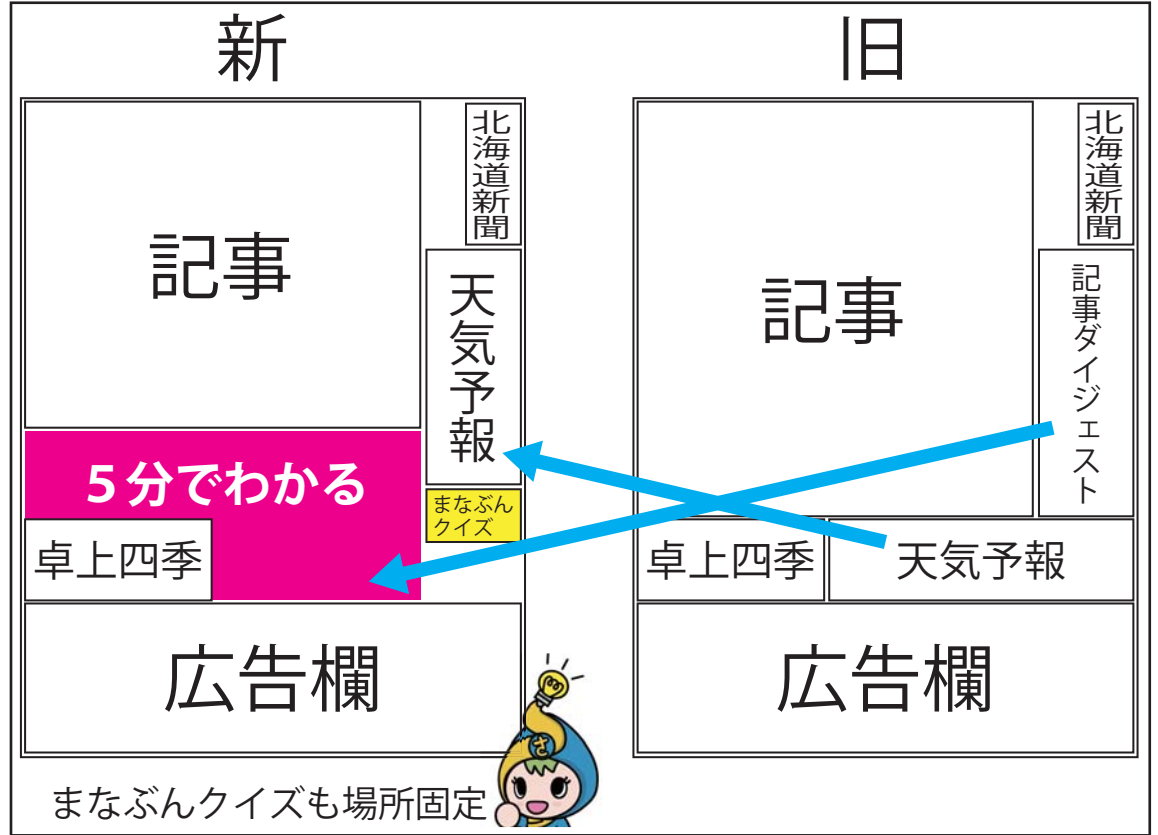 新
北海道新聞
記事
天気予報
5分でわかる
まなぶん
クイズ
卓上四季
広告欄
まなぶんクイズも場所固定
さ
旧
北海道新聞
記事
記事ダイジェスト
卓上四季
天気予報
広告欄